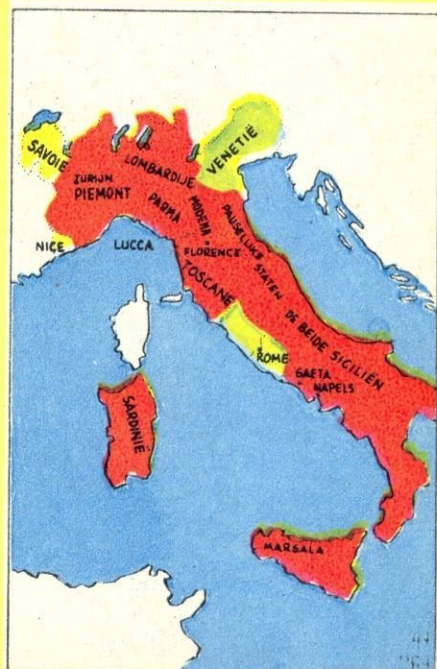 SAVOIE
VENETIË
LOMBARDIJE
TURIJN
PIEMONT
PARMA
MODENA
PAUSELIJKE STATEN
NICE
LUCCA
FLORENCE
TOSCANE
DE BEIDE SICILIËN
ROME
GAETA
NAPELS
SARDINIË
MARSALA